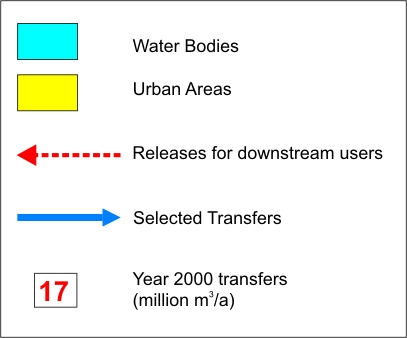 Water Bodies
Urban Areas
Releases for downstream users
Selected Transfers
17
Year 2000 transfers
(million m³/a)